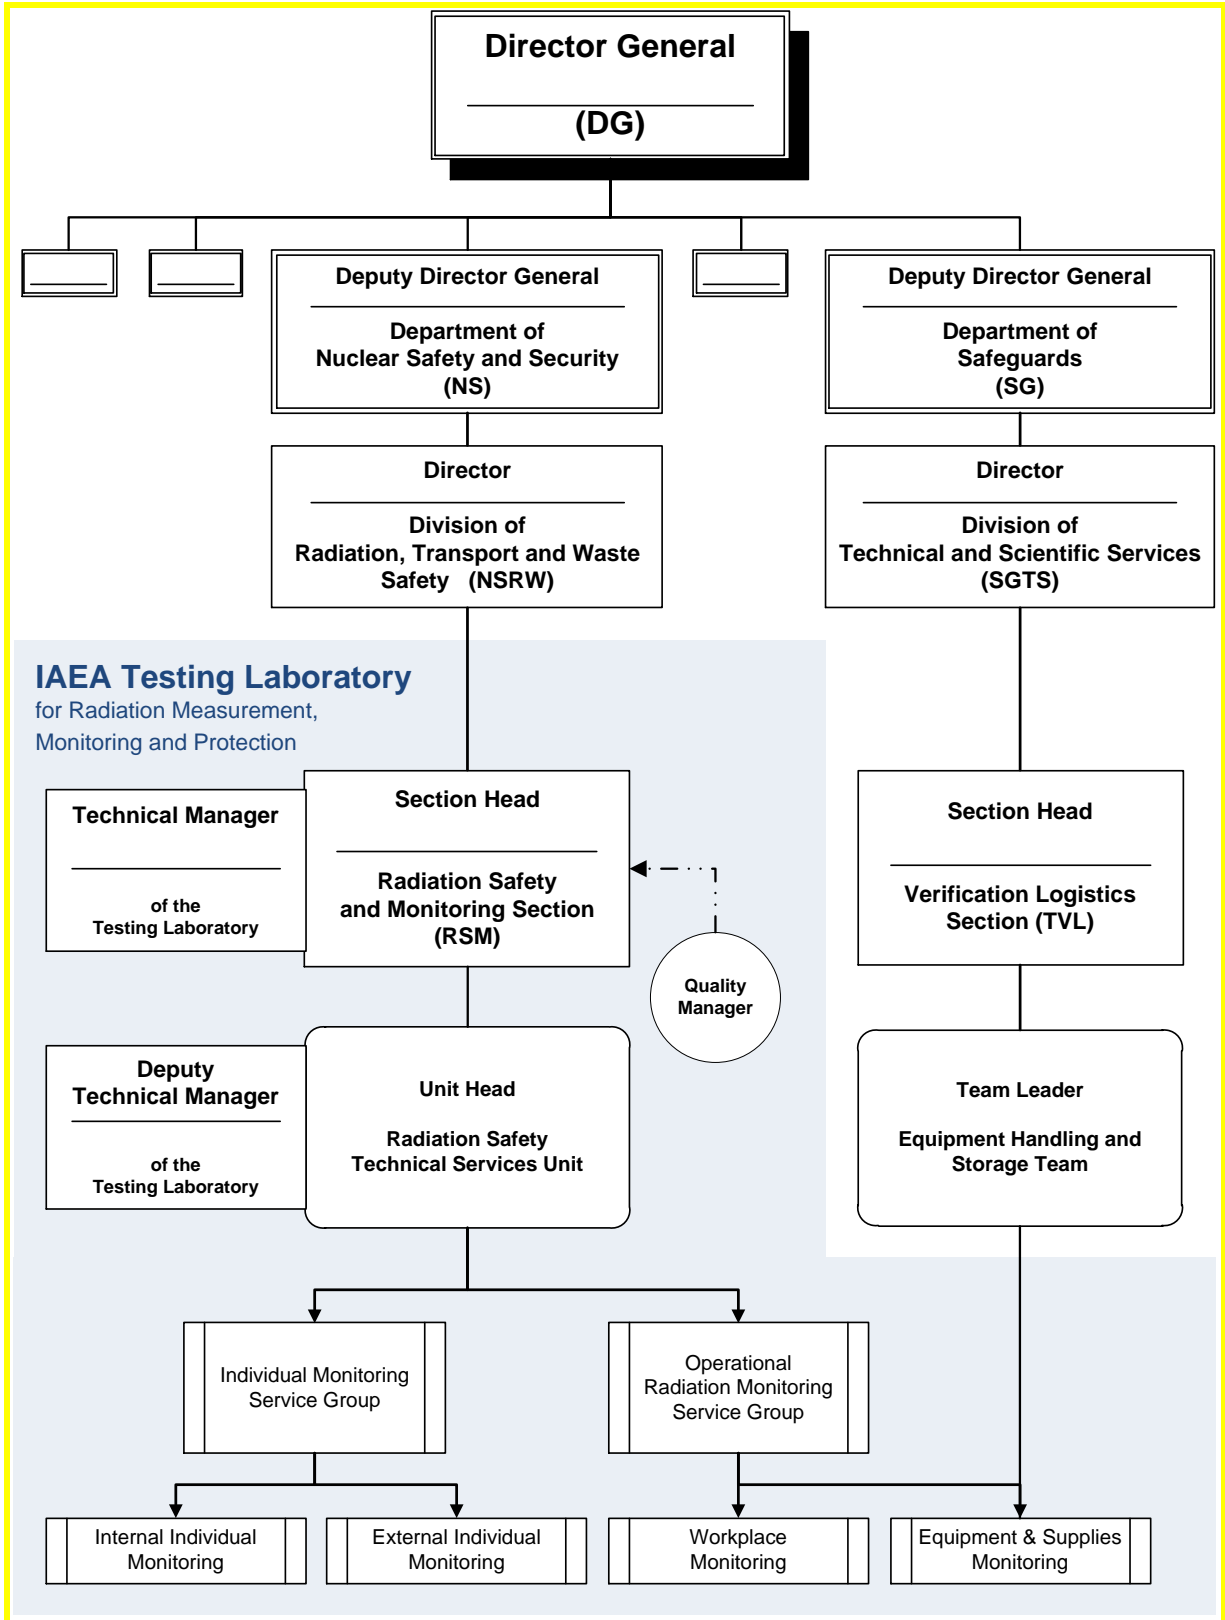 Director General
(DG)
Deputy Director General
Department of
Nuclear Safety and Security
(NS)
Deputy Director General
Department of
Safeguards
(SG)
Director
Division of
Radiation, Transport and Waste
Safety (NSRW)
Director
Division of
Technical and Scientific Services
(SGTS)
IAEA Testing Laboratory
for Radiation Measurement,
Monitoring and Protection
Technical Manager
of the
Testing Laboratory
Section Head
Radiation Safety
and Monitoring Section
(RSM)
Quality
Manager
Section Head
Verification Logistics
Section (TVL)
Deputy
Technical Manager
of the
Testing Laboratory
Unit Head
Radiation Safety
Technical Services Unit
Team Leader
Equipment Handling and
Storage Team
Individual Monitoring
Service Group
Operational
Radiation Monitoring
Service Group
Internal Individual
Monitoring
External Individual
Monitoring
Workplace
Monitoring
Equipment & Supplies
Monitoring